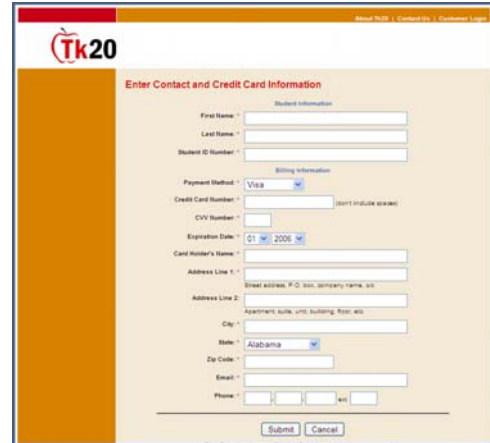 About Tk20 | Contact Us | Customer Login
Tk20
Enter Contact and Credit Card Information
Student Information
First Name: *
Last Name: *
Student ID Number: *
Billing Information
Payment Method: * Visa
Credit Card Number: * (don't include spaces)
CVV Number: *
Expiration Date: * 01 2006
Card Holder's Name: *
Address Line 1: *
Street address, P.O. box, company name, c/o
Address Line 2:
Apartment, suite, unit, building, floor, etc.
City: *
State: * Alabama
Zip Code: *
Email: *
Phone: * - - ext
Submit Cancel